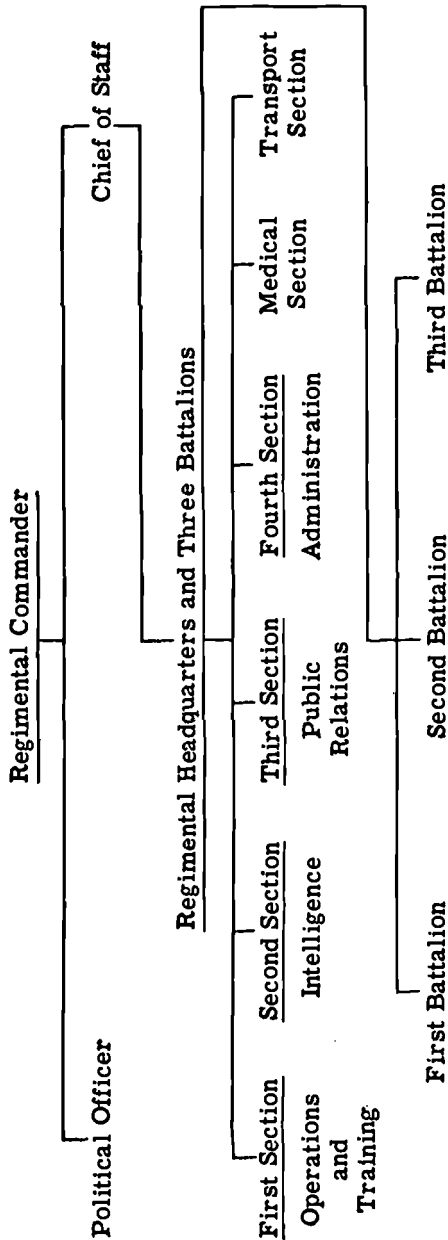 Regimental Commander
Political Officer
Chief of Staff
Regimental Headquarters and Three Battalions
First Section
Operations
and
Training
Second Section
Intelligence
Third Section
Public
Relations
Fourth Section
Administration
Medical
Section
Transport
Section
First Battalion
Second Battalion
Third Battalion